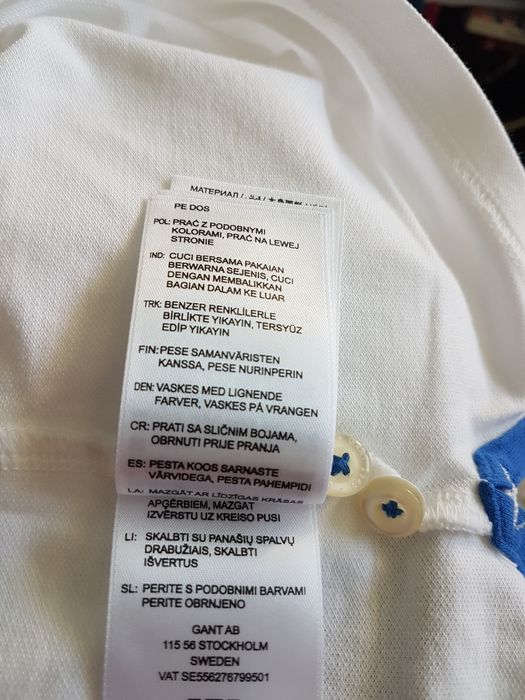 МАТЕРИАЛ /
PE DOS
POL: PRAĆ Z PODOBNYMI
KOLORAMI, PRAĆ NA LEWEJ
STRONIE
IND: CUCI BERSAMA PAKAIAN
BERWARNA SEJENIS, CUCI
DENGAN MEMBALIKKAN
BAGIAN DALAM KE LUAR
TRK: BENZER RENKLİLERLE
BİRLİKTE YIKAYIN, TERSYÜZ
EDİP YIKAYIN
FIN: PESE SAMANVÄRISTEN
KANSSA, PESE NURINPERIN
DEN: VASKES MED LIGNENDE
FARVER, VASKES PÅ VRANGEN
CR: PRATI SA SLIČNIM BOJAMA,
OBRNUTI PRIJE PRANJA
ES: PESTA KOOS SARNASTE
VÄRVIDEGA, PESTA PAHEMPIDI
LA: MAZGĀT AR LĪDZĪGAS KRĀSAS
APĢĒRBIEM, MAZGAT
IZVĒRSTU UZ KREISO PUSI
LI: SKALBTI SU PANAŠIŲ SPALVŲ
DRABUŽIAIS, SKALBTI
IŠVERTUS
SL: PERITE S PODOBNIMI BARVAMI
PERITE OBRNJENO
GANT AB
115 56 STOCKHOLM
SWEDEN
VAT SE556276799501